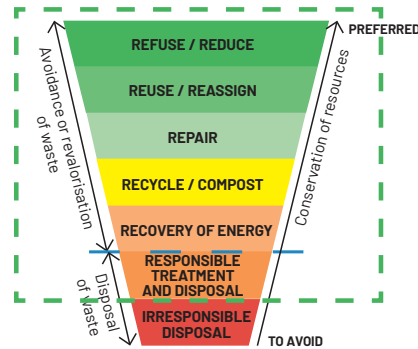 PREFERRED
REFUSE / REDUCE
REUSE / REASSIGN
REPAIR
RECYCLE / COMPOST
RECOVERY OF ENERGY
RESPONSIBLE
TREATMENT
AND DISPOSAL
IRRESPONSIBLE
DISPOSAL
TO AVOID
Avoidance or revalorisation
of waste
Disposal
of waste
Conservation of resources